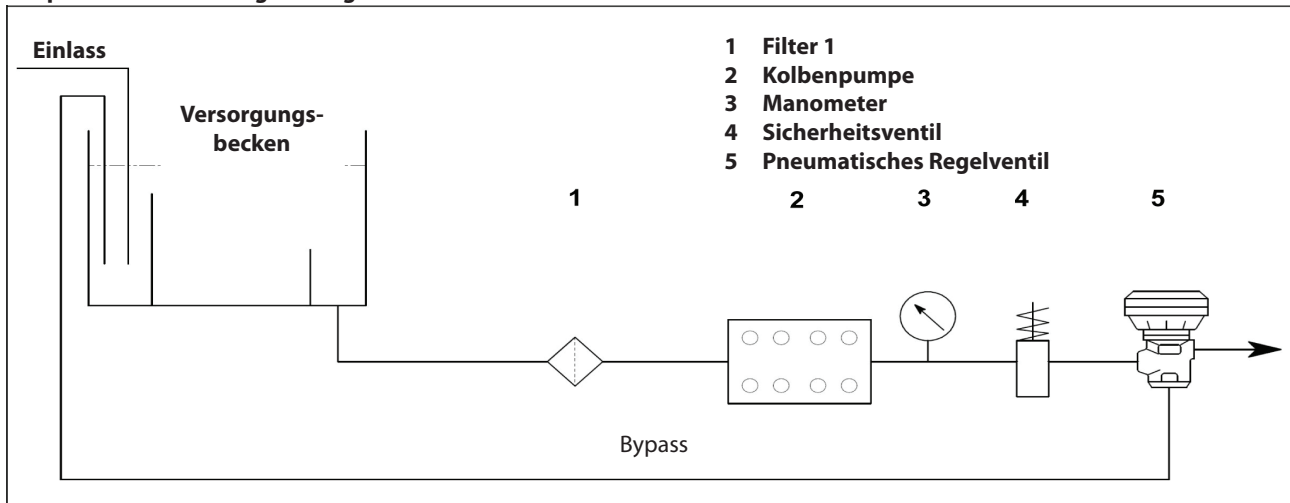 Einlass
Versorgungs-
becken
1 Filter 1
2 Kolbenpumpe
3 Manometer
4 Sicherheitsventil
5 Pneumatisches Regelventil
1 2 3 4 5
Bypass